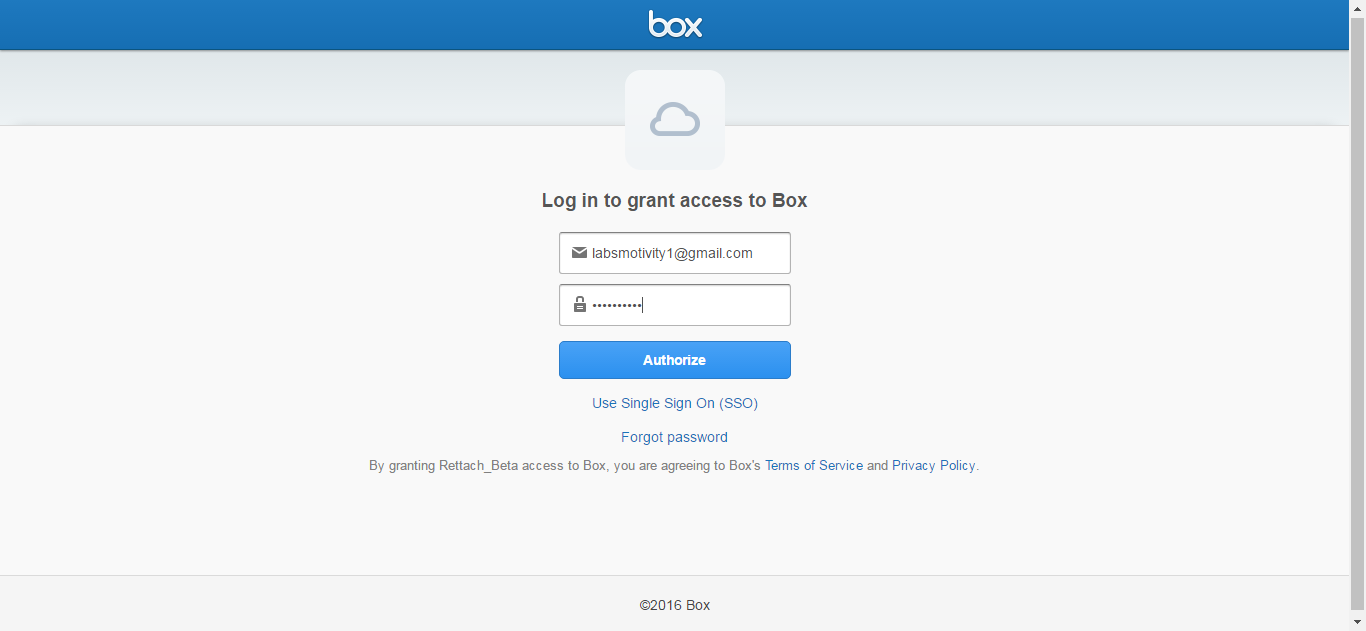 box
Log in to grant access to Box
labsmotivity1@gmail.com
••••••••••
Authorize
Use Single Sign On (SSO)
Forgot password
By granting Rettach_Beta access to Box, you are agreeing to Box's Terms of Service and Privacy Policy.
©2016 Box